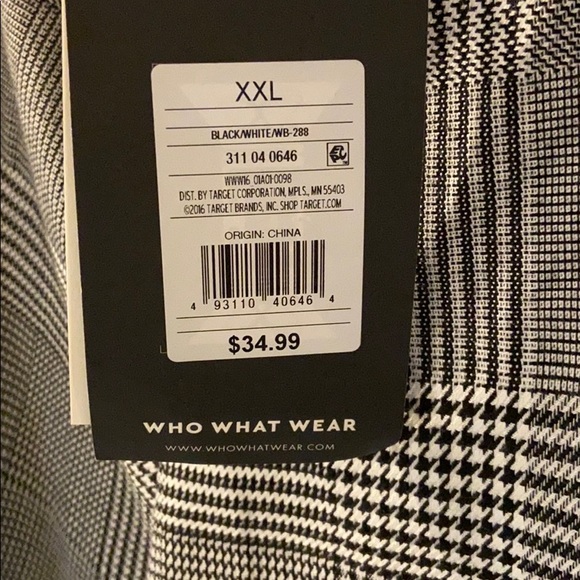 XXL
BLACK/WHITE/WB-288
311 04 0646
WWW16 01A01-0098
DIST. BY TARGET CORPORATION, MPLS., MN 55403
©2016 TARGET BRANDS, INC. SHOP TARGET.COM
ORIGIN: CHINA
4 93110 40646 4
$34.99
WHO WHAT WEAR
WWW.WHOWHATWEAR.COM